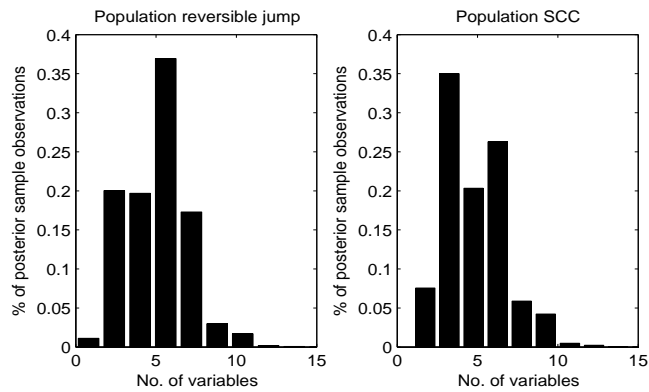 Population reversible jump
0.4
0.35
0.3
0.25
0.2
0.15
0.1
0.05
0
% of posterior sample observations
0 5 10 15
No. of variables
Population SCC
0.4
0.35
0.3
0.25
0.2
0.15
0.1
0.05
0
% of posterior sample observations
0 5 10 15
No. of variables